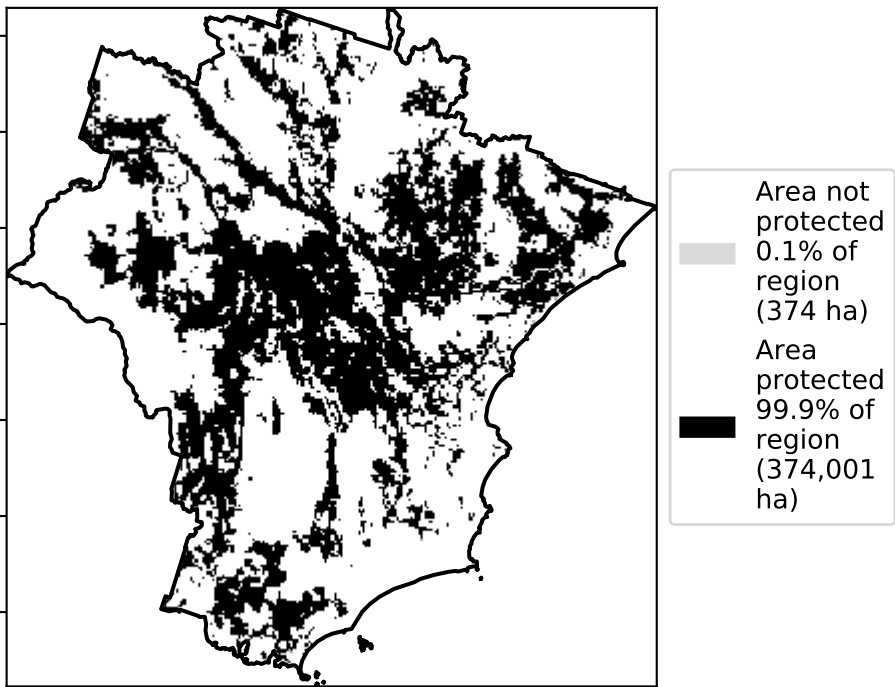 Area not
protected
0.1% of
region
(374 ha)
Area
protected
99.9% of
region
(374,001
ha)